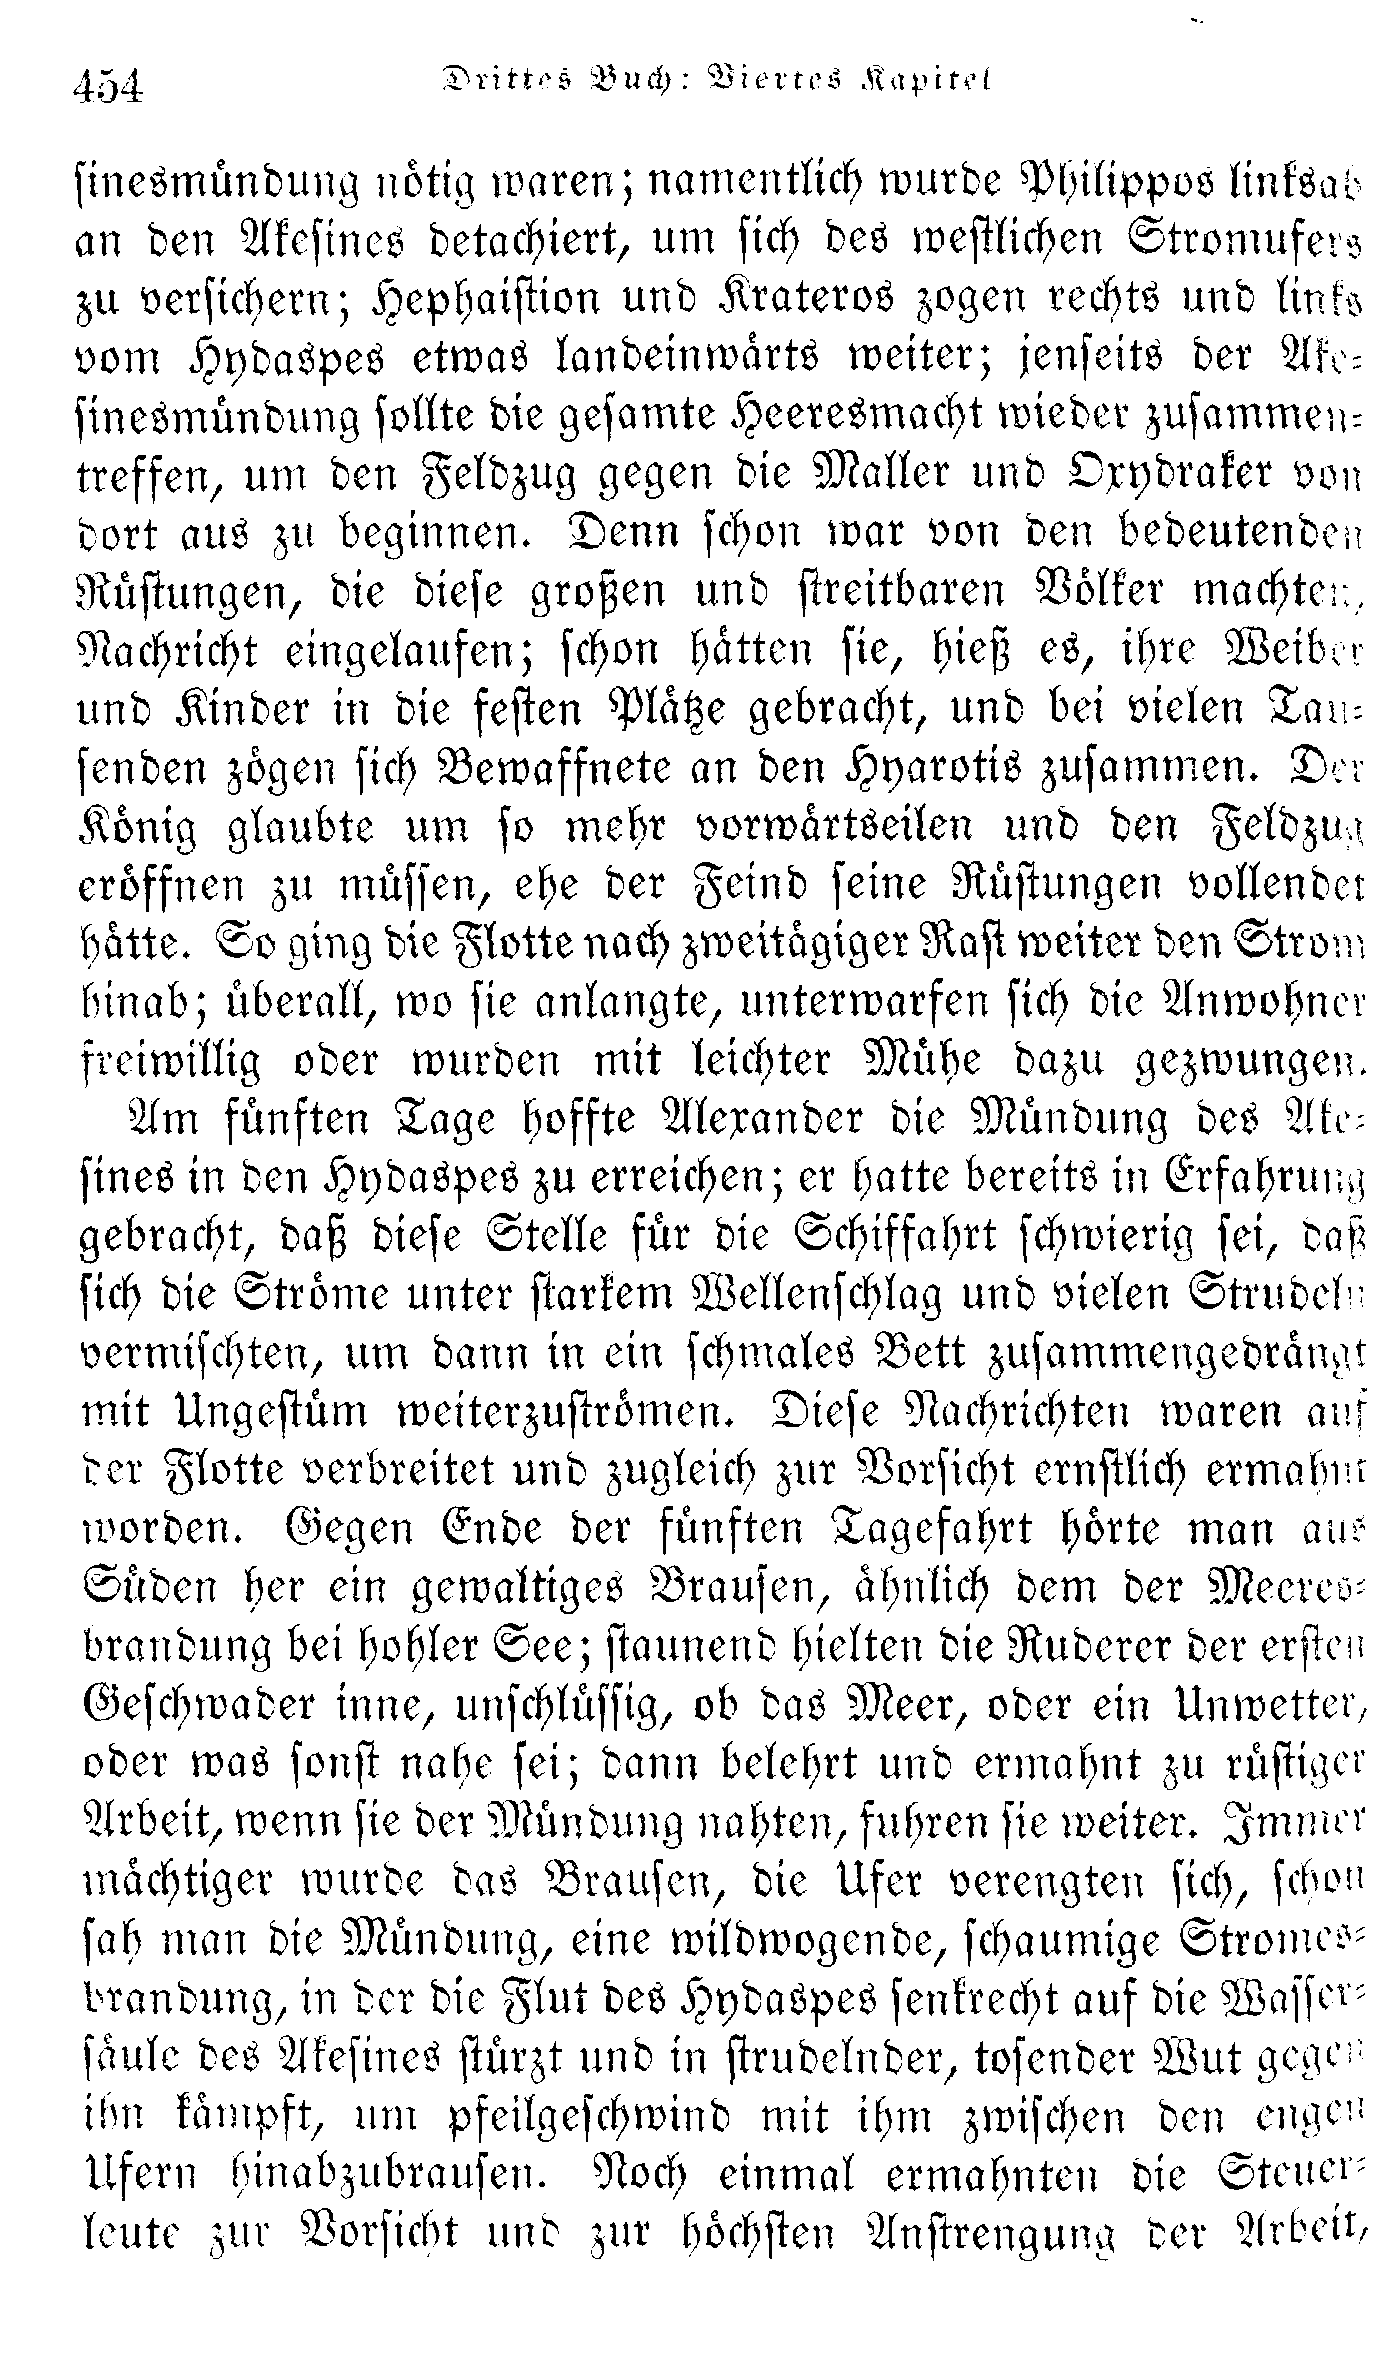 454 Drittes Buch: Viertes Kapitel
sinesmündung nötig waren; namentlich wurde Philippos linksab
an den Akesines detachiert, um sich des westlichen Stromufers
zu versichern; Hephaistion und Krateros zogen rechts und links
vom Hydaspes etwas landeinwärts weiter; jenseits der Ake-
sinesmündung sollte die gesamte Heeresmacht wieder zusammen-
treffen, um den Feldzug gegen die Maller und Oxydraker von
dort aus zu beginnen. Denn schon war von den bedeutenden
Rüstungen, die diese großen und streitbaren Völker machten,
Nachricht eingelaufen; schon hätten sie, hieß es, ihre Weiber
und Kinder in die festen Plätze gebracht, und bei vielen Tau-
senden zögen sich Bewaffnete an den Hyarotis zusammen. Der
König glaubte um so mehr vorwärtseilen und den Feldzug
eröffnen zu müssen, ehe der Feind seine Rüstungen vollendet
hätte. So ging die Flotte nach zweitägiger Rast weiter den Strom
hinab; überall, wo sie anlangte, unterwarfen sich die Anwohner
freiwillig oder wurden mit leichter Mühe dazu gezwungen.
Am fünften Tage hoffte Alexander die Mündung des Ake-
sines in den Hydaspes zu erreichen; er hatte bereits in Erfahrung
gebracht, daß diese Stelle für die Schiffahrt schwierig sei, daß
sich die Ströme unter starkem Wellenschlag und vielen Strudeln
vermischten, um dann in ein schmales Bett zusammengedrängt
mit Ungestüm weiterzuströmen. Diese Nachrichten waren auf
der Flotte verbreitet und zugleich zur Vorsicht ernstlich ermahnt
worden. Gegen Ende der fünften Tagefahrt hörte man aus
Süden her ein gewaltiges Brausen, ähnlich dem der Meeres-
brandung bei hohler See; staunend hielten die Ruderer der ersten
Geschwader inne, unschlüssig, ob das Meer, oder ein Unwetter,
oder was sonst nahe sei; dann belehrt und ermahnt zu rüstiger
Arbeit, wenn sie der Mündung nahten, fuhren sie weiter. Immer
mächtiger wurde das Brausen, die Ufer verengten sich, schon
sah man die Mündung, eine wildwogende, schaumige Stromes-
brandung, in der die Flut des Hydaspes senkrecht auf die Wasser-
säule des Akesines stürzt und in strudelnder, tosender Wut gegen
ihn kämpft, um pfeilgeschwind mit ihm zwischen den engen
Ufern hinabzubrausen. Noch einmal ermahnten die Steuer-
leute zur Vorsicht und zur höchsten Anstrengung der Arbeit,